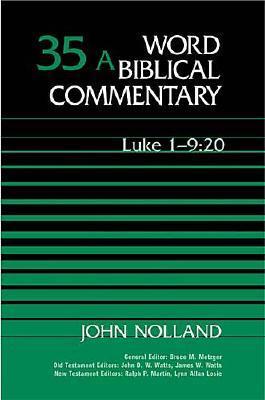 35 A WORD
BIBLICAL
COMMENTARY
Luke 1–9:20
JOHN NOLLAND
General Editor: Bruce M. Metzger
Old Testament Editors: John D. W. Watts, James W. Watts
New Testament Editors: Ralph P. Martin, Lynn Allan Losie